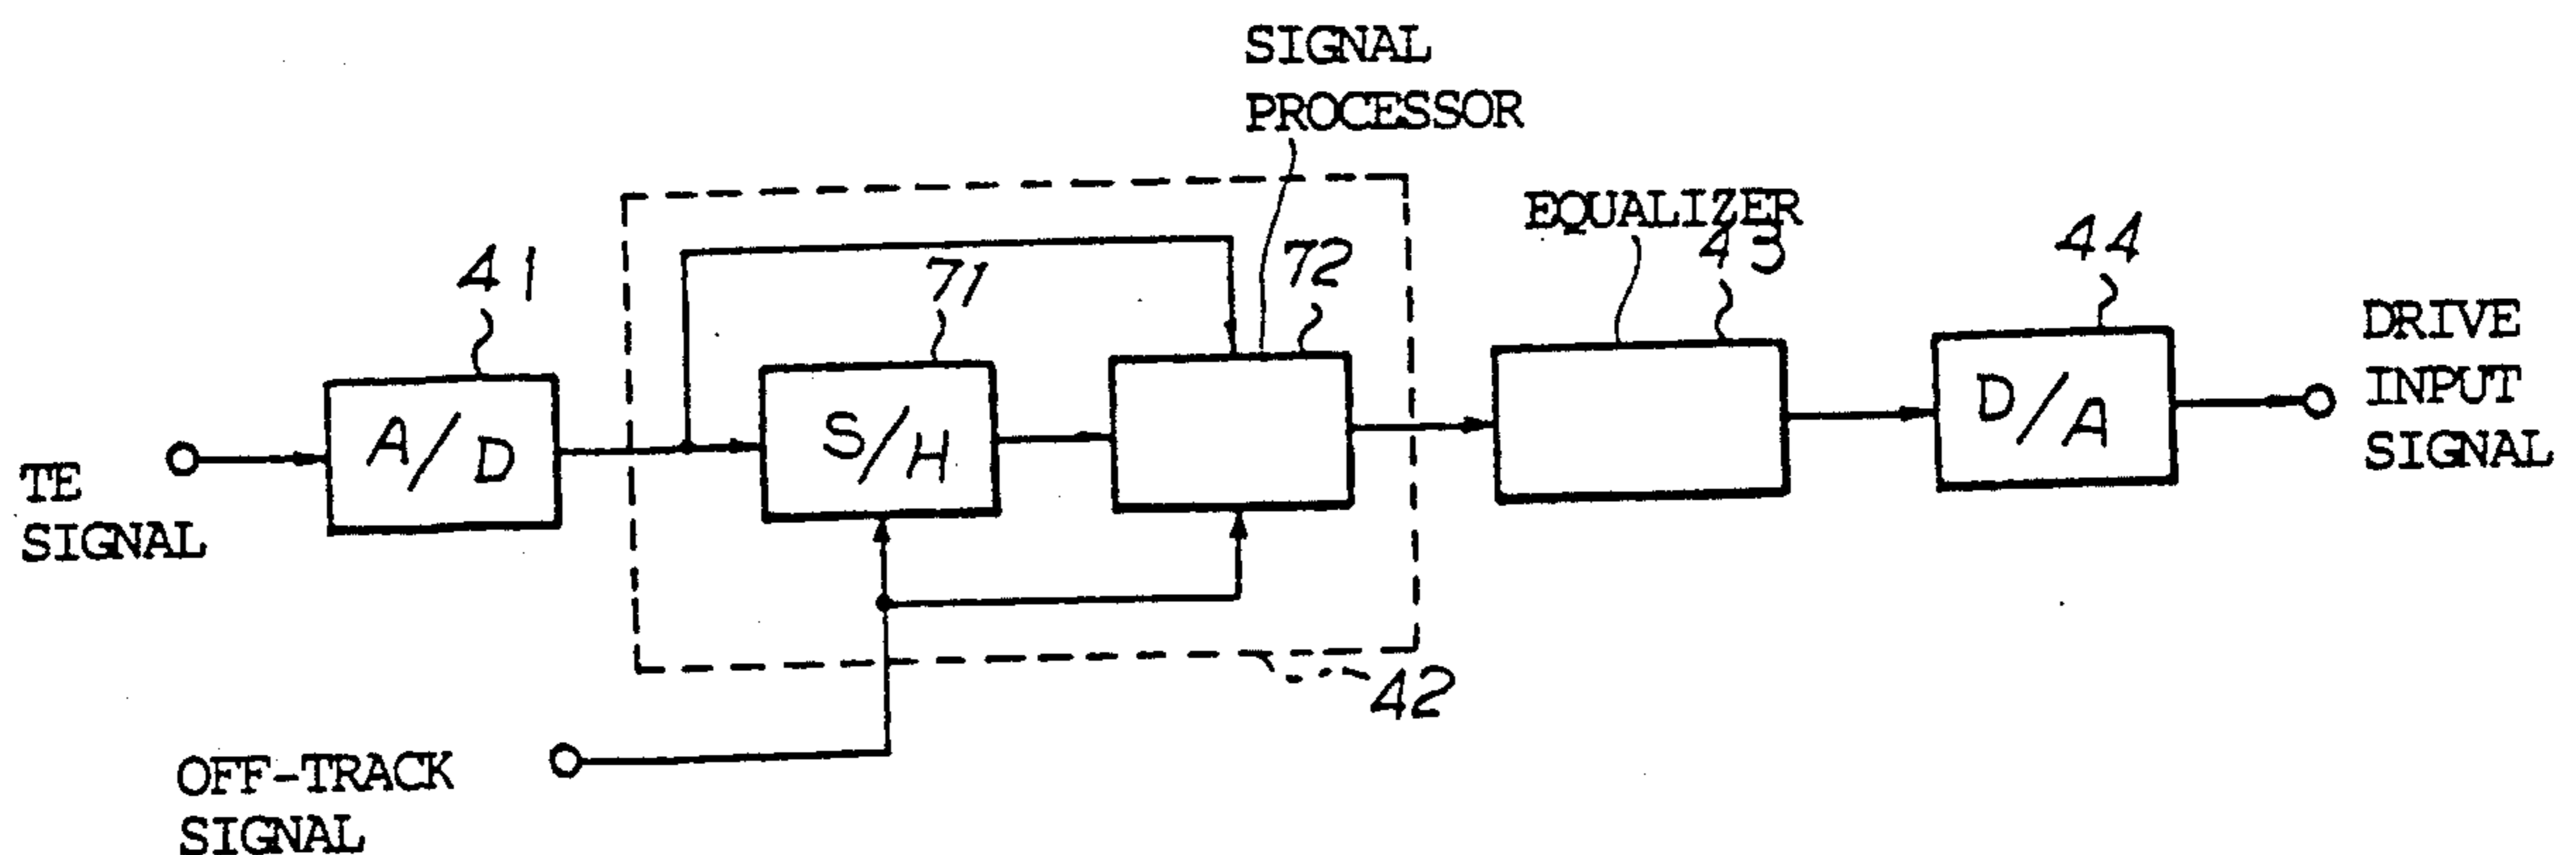 SIGNAL
PROCESSOR
EQUALIZER
41
71
72
43
44
A/D
S/H
D/A
TE
SIGNAL
DRIVE
INPUT
SIGNAL
42
OFF-TRACK
SIGNAL